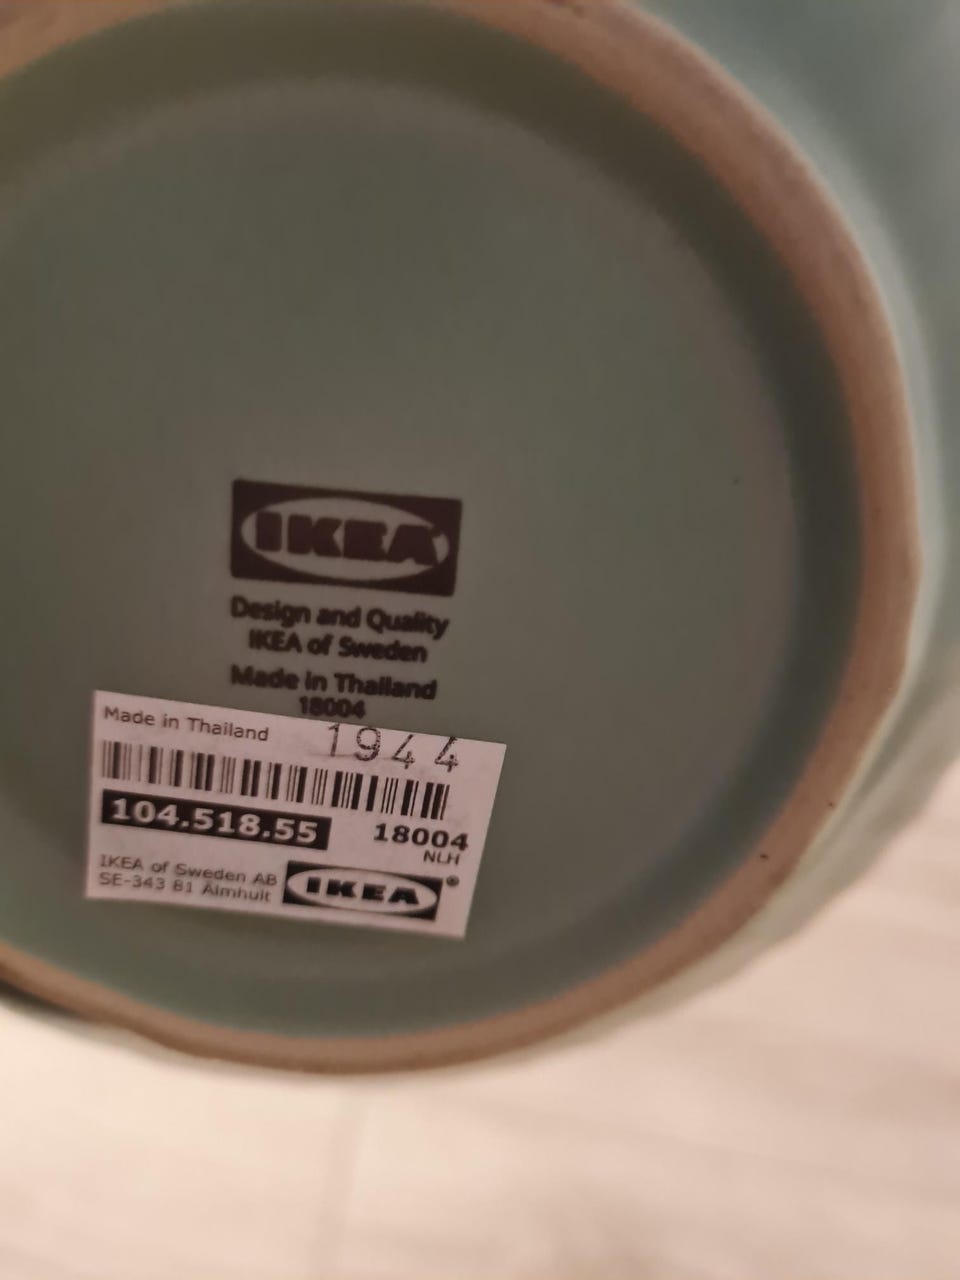 IKEA
Design and Quality
IKEA of Sweden
Made in Thailand
18004
Made in Thailand
1944
104.518.55
18004
NLH
IKEA of Sweden AB
SE-343 81 Älmhult
IKEA®